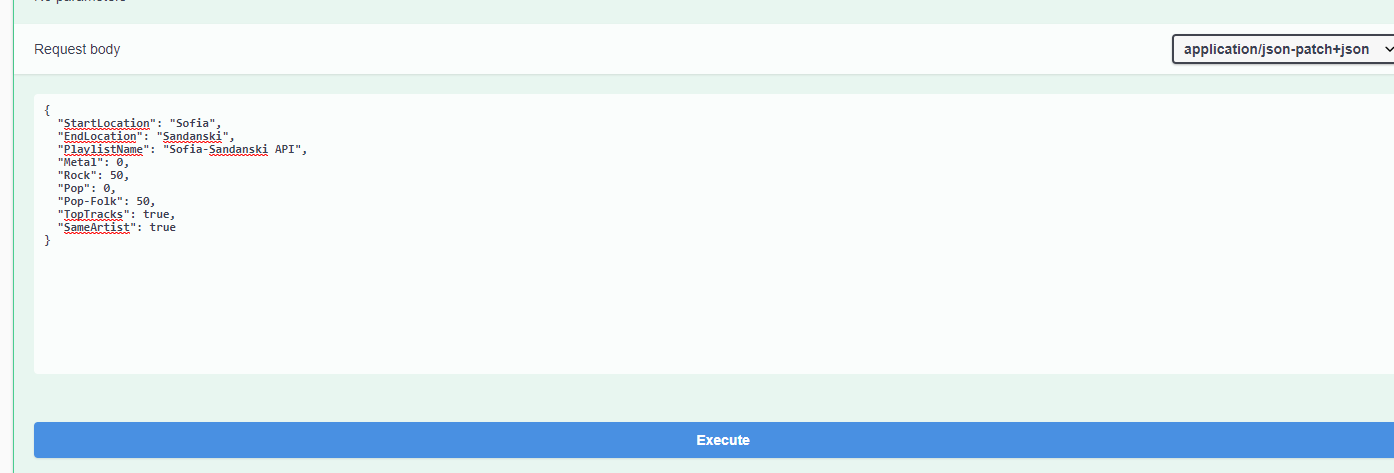 Request body
application/json-patch+json
{
"StartLocation": "Sofia",
"EndLocation": "Sandanski",
"PlaylistName": "Sofia-Sandanski API",
"Metal": 0,
"Rock": 50,
"Pop": 0,
"Pop-Folk": 50,
"TopTracks": true,
"SameArtist": true
}
Execute